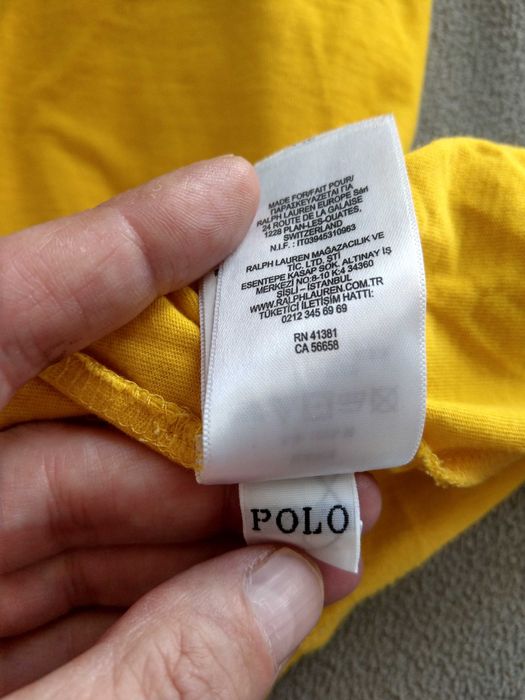 MADE FOR/FAIT POUR/
ΠΑΡΑΣΚΕΥΑΖΕΤΑΙ ΓΙΑ
RALPH LAUREN EUROPE Sàrl
24 ROUTE DE LA GALAISE
1228 PLAN-LES-OUATES,
SWITZERLAND
N.I.F. : IT03945310963
RALPH LAUREN MAĞAZACILIK VE
TİC. LTD. ŞTİ
ESENTEPE KASAP SOK. ALTINAY İŞ
MERKEZİ NO:8-10 K:4 34360
ŞİŞLİ - İSTANBUL
WWW.RALPHLAUREN.COM.TR
TÜKETİCİ İLETİŞİM HATTI:
0212 345 69 69
RN 41381
CA 56658
POLO